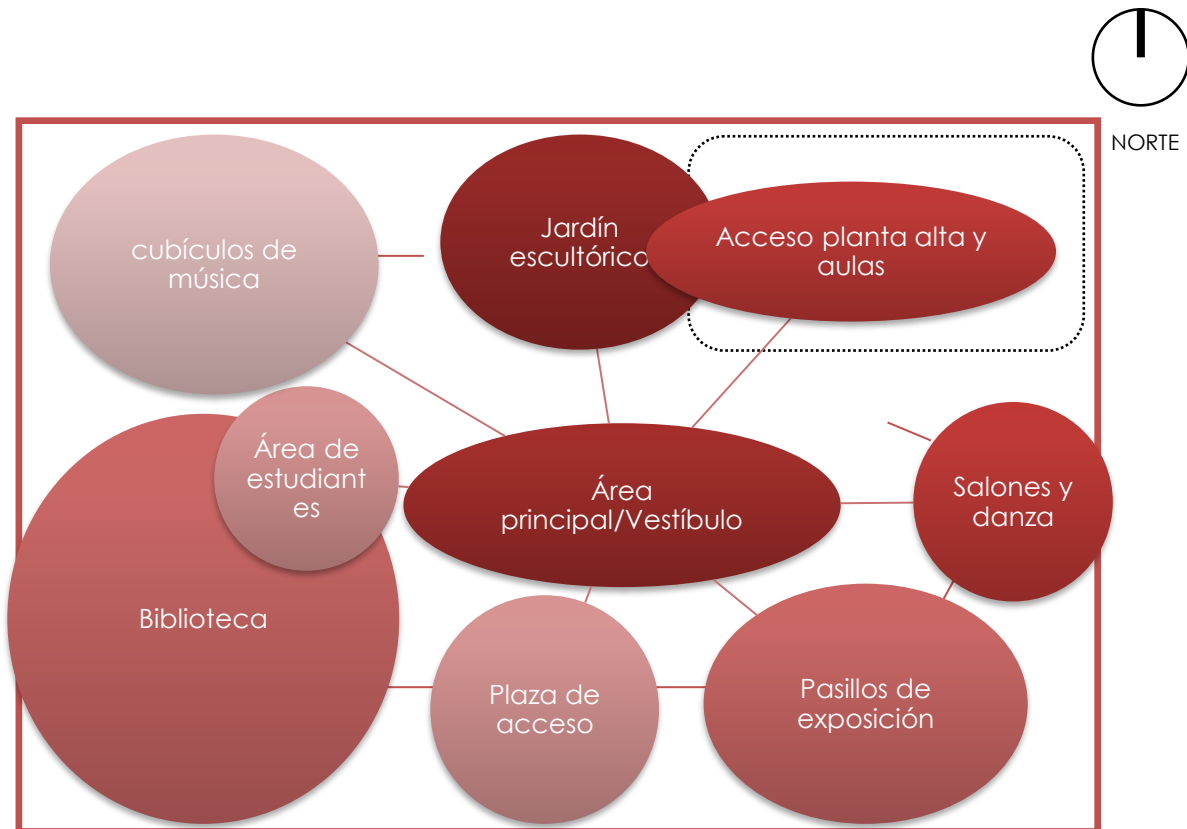 NORTE
cubículos de
música
Jardín
escultórico
Acceso planta alta y
aulas
Área de
estudiant
es
Área
principal/Vestíbulo
Salones y
danza
Biblioteca
Plaza de
acceso
Pasillos de
exposición